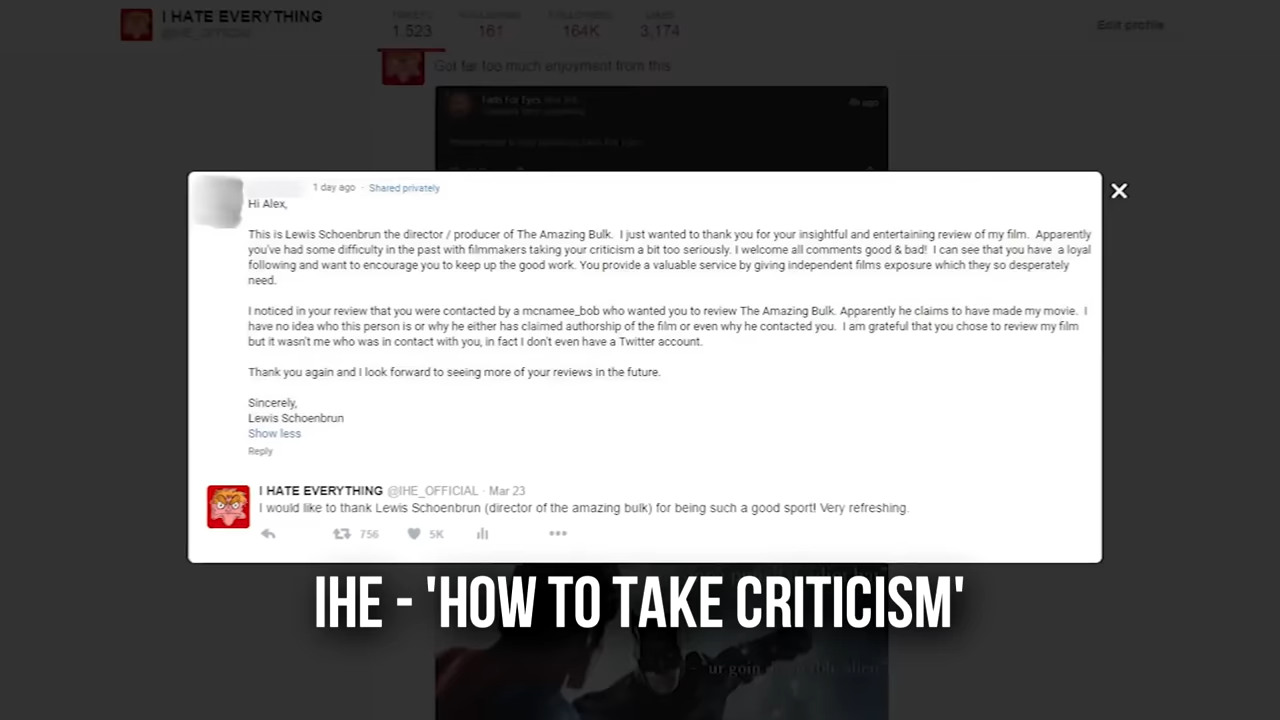 I HATE EVERYTHING
@IHE_OFFICIAL
TWEETS
FOLLOWING
FOLLOWERS
LIKES
1,523
161
164K
3,174
Edit profile
Got far too much enjoyment from this
ago
1 day ago · Shared privately
Hi Alex,
This is Lewis Schoenbrun the director / producer of The Amazing Bulk. I just wanted to thank you for your insightful and entertaining review of my film. Apparently
you've had some difficulty in the past with filmmakers taking your criticism a bit too seriously. I welcome all comments good & bad! I can see that you have a loyal
following and want to encourage you to keep up the good work. You provide a valuable service by giving independent films exposure which they so desperately
need.
I noticed in your review that you were contacted by a mcnamee_bob who wanted you to review The Amazing Bulk. Apparently he claims to have made my movie. I
have no idea who this person is or why he either has claimed authorship of the film or even why he contacted you. I am grateful that you chose to review my film
but it wasn't me who was in contact with you, in fact I don't even have a Twitter account.
Thank you again and I look forward to seeing more of your reviews in the future.
Sincerely,
Lewis Schoenbrun
Show less
Reply
I HATE EVERYTHING @IHE_OFFICIAL · Mar 23
I would like to thank Lewis Schoenbrun (director of the amazing bulk) for being such a good sport! Very refreshing.
756
5K
IHE - 'HOW TO TAKE CRITICISM'
ur goin